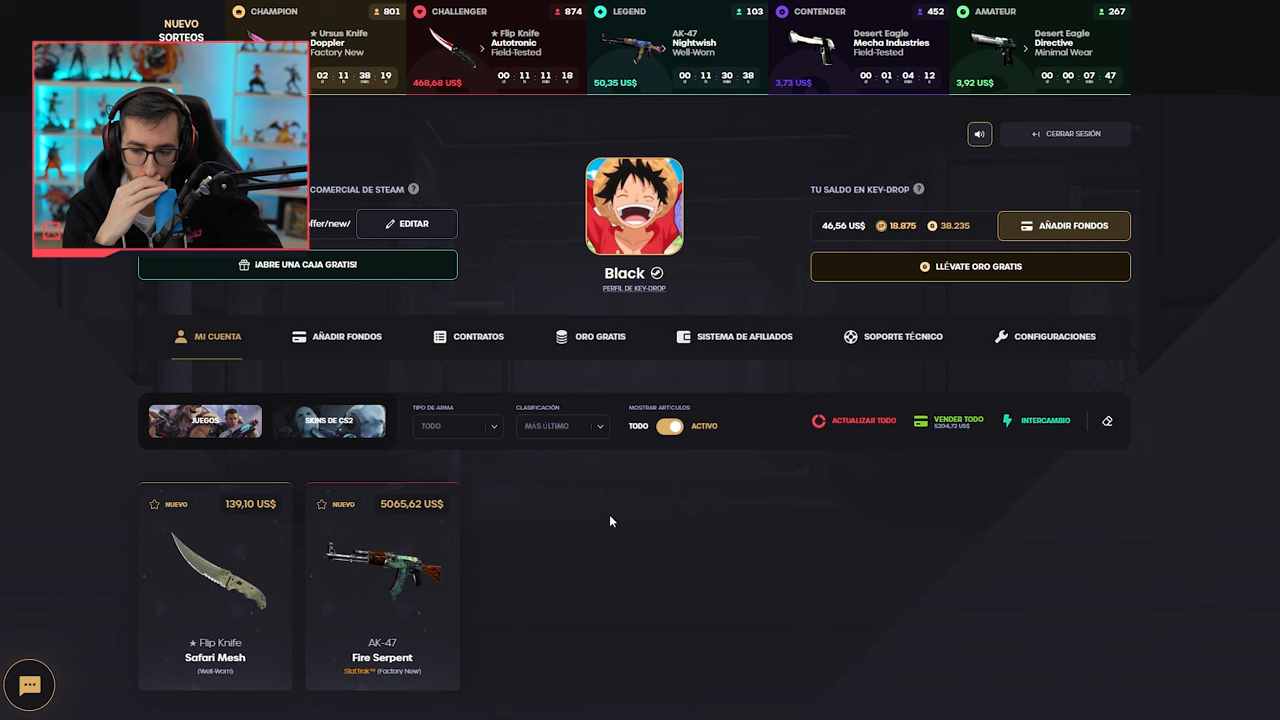 NUEVO
SORTEOS
CHAMPION
801
★ Ursus Knife
Doppler
Factory New
02 : 11 : 38 : 19
CHALLENGER
874
★ Flip Knife
Autotronic
Field-Tested
468,68 US$
00 : 11 : 11 : 18
LEGEND
103
AK-47
Nightwish
Well-Worn
50,35 US$
00 : 11 : 30 : 38
CONTENDER
452
Desert Eagle
Mecha Industries
Field-Tested
3,73 US$
00 : 01 : 04 : 12
AMATEUR
267
Desert Eagle
Directive
Minimal Wear
3,92 US$
00 : 00 : 07 : 47
CERRAR SESIÓN
COMERCIAL DE STEAM ?
offer/new/
EDITAR
¡ABRE UNA CAJA GRATIS!
Black
PERFIL DE KEY-DROP
TU SALDO EN KEY-DROP ?
46,56 US$ 18.875 38.235
AÑADIR FONDOS
LLÉVATE ORO GRATIS
MI CUENTA
AÑADIR FONDOS
CONTRATOS
ORO GRATIS
SISTEMA DE AFILIADOS
SOPORTE TÉCNICO
CONFIGURACIONES
JUEGOS
SKINS DE CS2
TIPO DE ARMA
TODO
CLASIFICACIÓN
MÁS ÚLTIMO
MOSTRAR ARTÍCULOS
TODO ACTIVO
ACTUALIZAR TODO
VENDER TODO
5204,72 US$
INTERCAMBIO
NUEVO
139,10 US$
★ Flip Knife
Safari Mesh
(Well-Worn)
NUEVO
5065,62 US$
AK-47
Fire Serpent
StatTrak™ (Factory New)